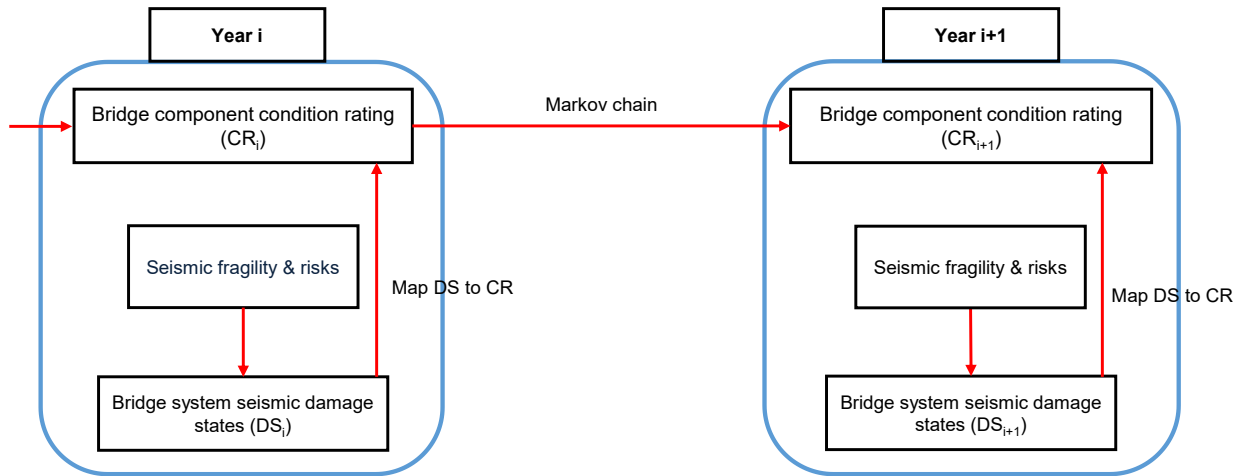 Year i
Bridge component condition rating
(CRi)
Seismic fragility & risks
Map DS to CR
Bridge system seismic damage
states (DSi)
Markov chain
Year i+1
Bridge component condition rating
(CRi+1)
Seismic fragility & risks
Map DS to CR
Bridge system seismic damage
states (DSi+1)